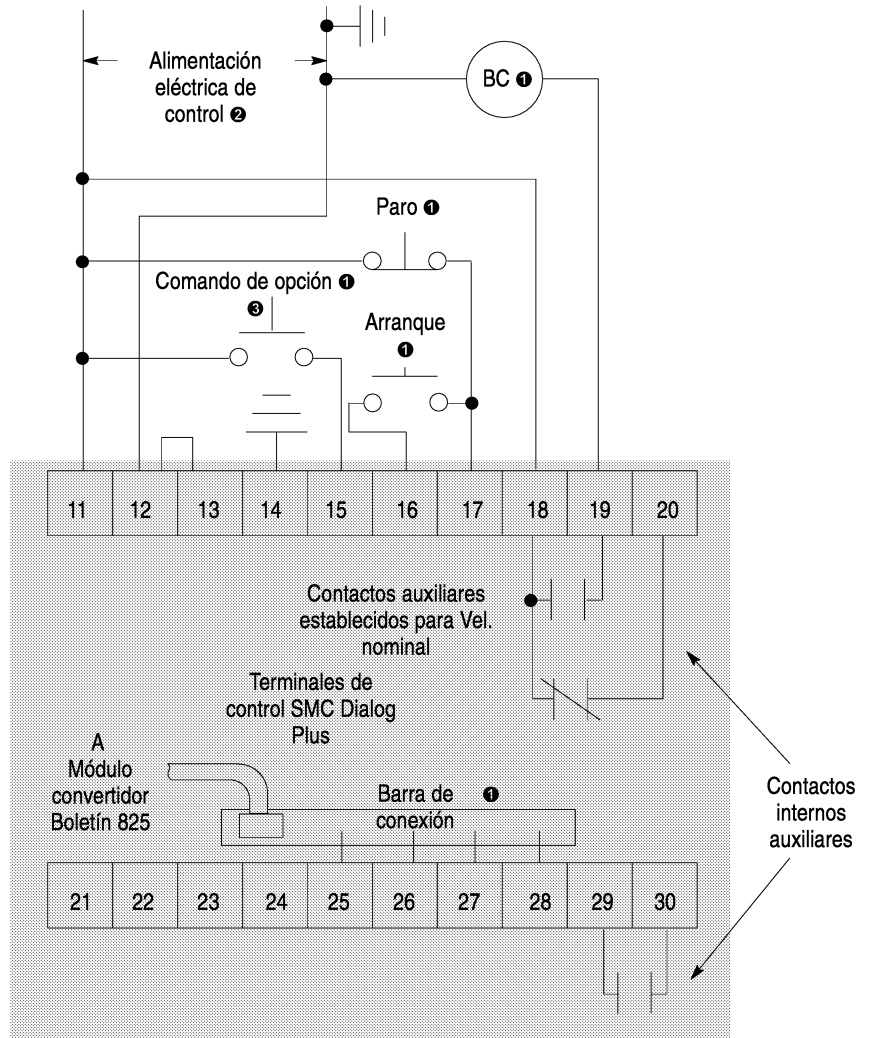 Alimentación
eléctrica de
control ❷
BC ❶
Paro ❶
Comando de opción ❶
❸
Arranque
❶
11 12 13 14 15 16 17 18 19 20
Contactos auxiliares
establecidos para Vel.
nominal
Terminales de
control SMC Dialog
Plus
A
Módulo
convertidor
Boletín 825
Barra de ❶
conexión
Contactos
internos
auxiliares
21 22 23 24 25 26 27 28 29 30